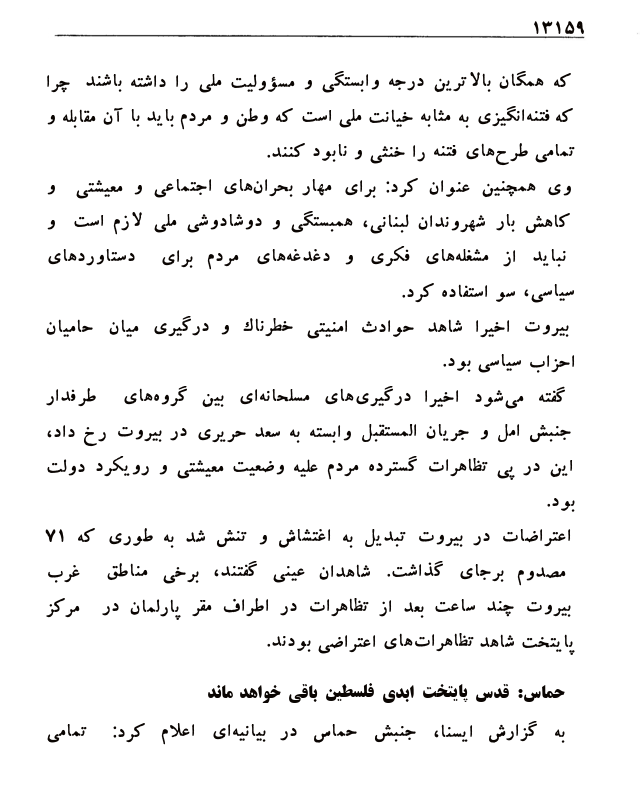 ۱۳۱۵۹
که همگان بالاترین درجه وابستگی و مسؤولیت ملی را داشته باشند چرا
که فتنه‌انگیزی به مثابه خیانت ملی است که وطن و مردم باید با آن مقابله و
تمامی طرح‌های فتنه را خنثی و نابود کنند.
وی همچنین عنوان کرد: برای مهار بحران‌های اجتماعی و معیشتی و
کاهش بار شهروندان لبنانی، همبستگی و دوشادوشی ملی لازم است و
نباید از مشغله‌های فکری و دغدغه‌های مردم برای دستاوردهای
سیاسی، سو استفاده کرد.
بیروت اخیرا شاهد حوادث امنیتی خطرناك و درگیری میان حامیان
احزاب سیاسی بود.
گفته می‌شود اخیرا درگیری‌های مسلحانه‌ای بین گروه‌های طرفدار
جنبش امل و جریان المستقبل وابسته به سعد حریری در بیروت رخ داد،
این در پی تظاهرات گسترده مردم علیه وضعیت معیشتی و رویکرد دولت
بود.
اعتراضات در بیروت تبدیل به اغتشاش و تنش شد به طوری که ۷۱
مصدوم برجای گذاشت. شاهدان عینی گفتند، برخی مناطق غرب
بیروت چند ساعت بعد از تظاهرات در اطراف مقر پارلمان در مرکز
پایتخت شاهد تظاهرات‌های اعتراضی بودند.
حماس: قدس پایتخت ابدی فلسطین باقی خواهد ماند
به گزارش ایسنا، جنبش حماس در بیانیه‌ای اعلام کرد: تمامی